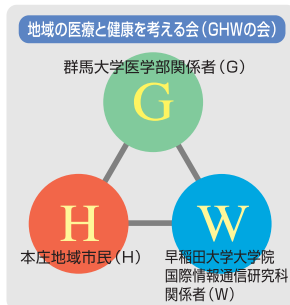 地域の医療と健康を考える会(GHWの会)
群馬大学医学部関係者(G)
G
H
W
本庄地域市民(H)
早稲田大学大学院
国際情報通信研究科
関係者(W)